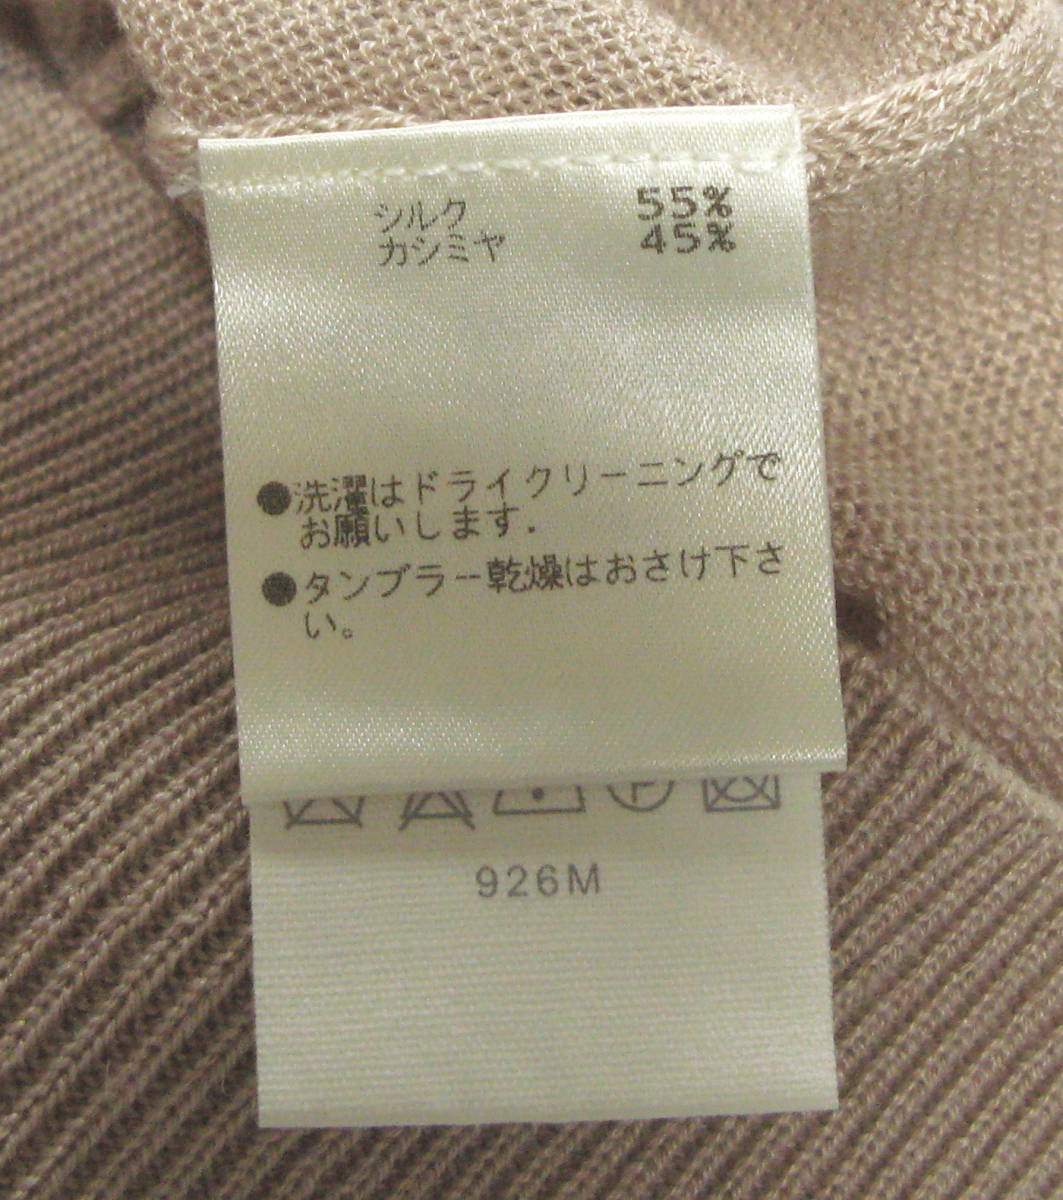 シルク 55%
カシミヤ 45%
●洗濯はドライクリーニングで
お願いします.
●タンブラー乾燥はおさけ下さ
い。
P
926M